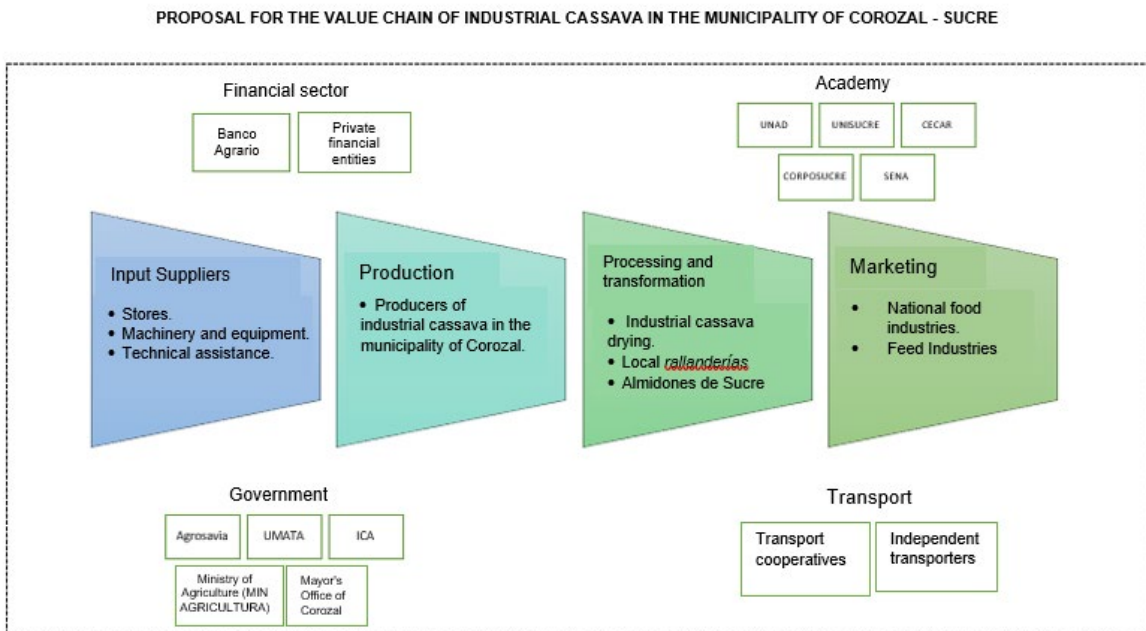 PROPOSAL FOR THE VALUE CHAIN OF INDUSTRIAL CASSAVA IN THE MUNICIPALITY OF COROZAL - SUCRE
Financial sector
Banco
Agrario
Private
financial
entities
Academy
UNAD
UNISUCRE
CECAR
CORPOSUCRE
SENA
Input Suppliers
• Stores.
• Machinery and equipment.
• Technical assistance.
Production
• Producers of
industrial cassava in the
municipality of Corozal.
Processing and
transformation
• Industrial cassava
drying.
• Local rallanderías
• Almidones de Sucre
Marketing
• National food
industries.
• Feed Industries
Government
Agrosavia
UMATA
ICA
Ministry of
Agriculture (MIN
AGRICULTURA)
Mayor's
Office of
Corozal
Transport
Transport
cooperatives
Independent
transporters